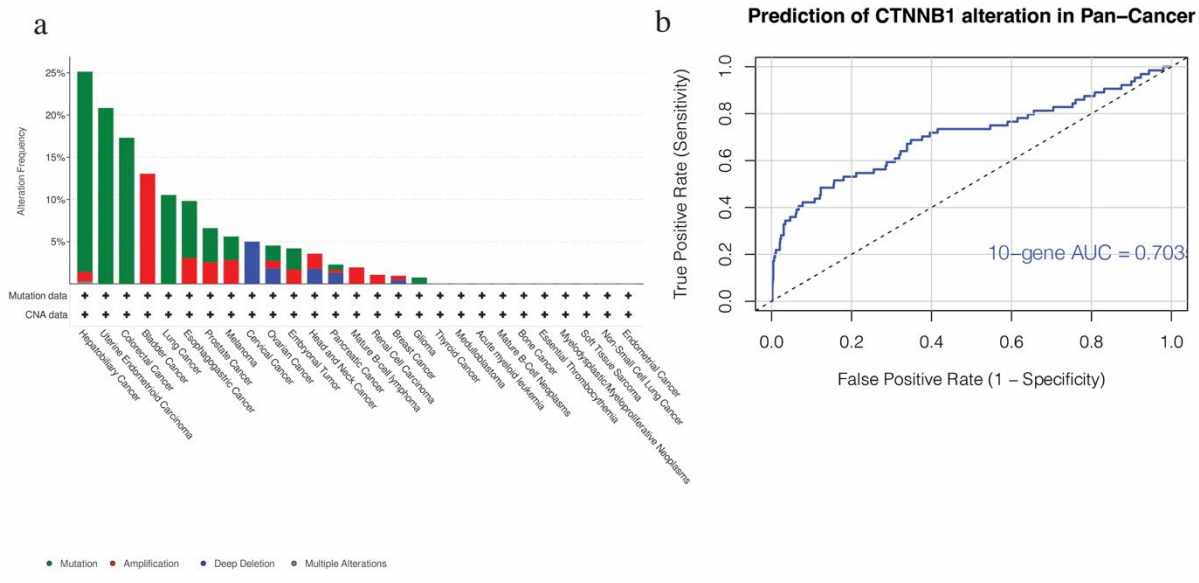 a
25%
20%
15%
10%
5%
Alteration Frequency
Mutation data + + + + + + + + + + + + + + + + + + + + + + + + + + +
CNA data + + + + + + + + + + + + + + + + + + + + + + + + + + +
Hepatobiliary Cancer
Uterine Endometrioid Carcinoma
Colorectal Cancer
Bladder Cancer
Lung Cancer
Esophagogastric Cancer
Prostate Cancer
Melanoma
Cervical Cancer
Ovarian Cancer
Embryonal Tumor
Head and Neck Cancer
Pancreatic Cancer
Mature B cell lymphoma
Renal Cell Carcinoma
Breast Cancer
Glioma
Thyroid Cancer
Medulloblastoma
Acute myeloid leukemia
Mature B-Cell Neoplasms
Bone Cancer
Essential Thrombocythemia
Myelodysplastic/Myeloproliferative Neoplasms
Soft Tissue Sarcoma
Non-Small Cell Lung Cancer
Endometrial Cancer
Mutation Amplification Deep Deletion Multiple Alterations
b
Prediction of CTNNB1 alteration in Pan−Cancer
True Positive Rate (Sensitivity)
1.0
0.8
0.6
0.4
0.2
0.0
10-gene AUC = 0.703
0.0 0.2 0.4 0.6 0.8 1.0
False Positive Rate (1 − Specificity)